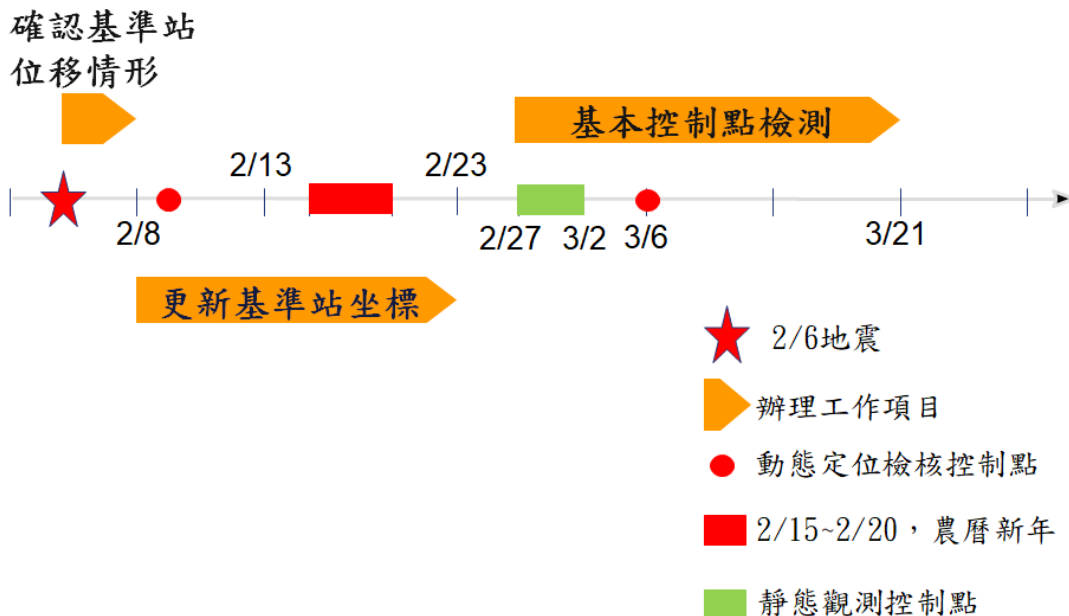 確認基準站
位移情形
基本控制點檢測
2/13
2/23
2/8
2/27
3/2
3/6
3/21
更新基準站坐標
2/6地震
辦理工作項目
動態定位檢核控制點
2/15~2/20，農曆新年
靜態觀測控制點